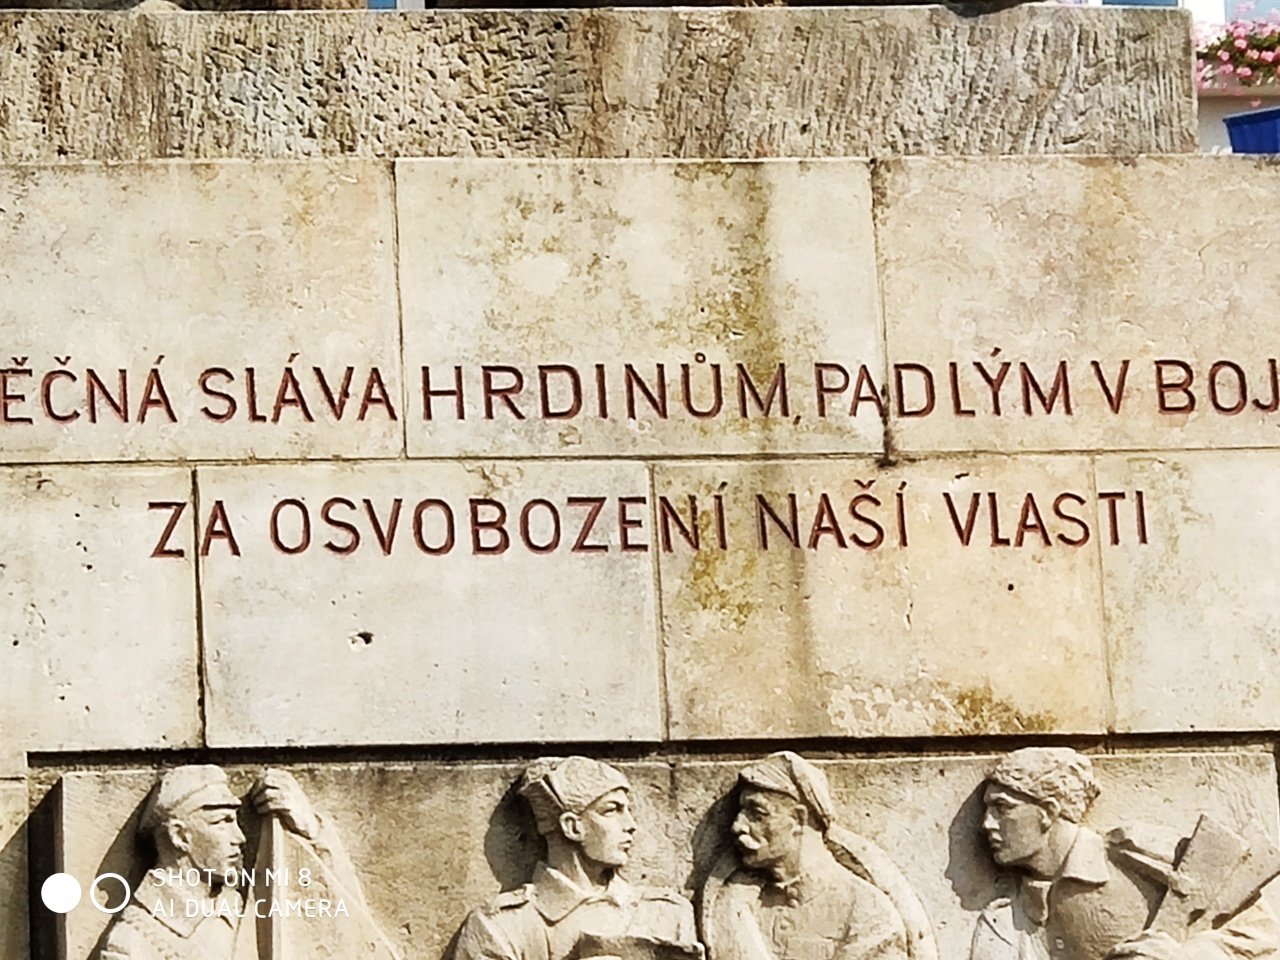 ĚČNÁ SLÁVA HRDINŮM, PADLÝM V BOJ
ZA OSVOBOZENÍ NAŠÍ VLASTI
SHOT ON MI 8
AI DUAL CAMERA